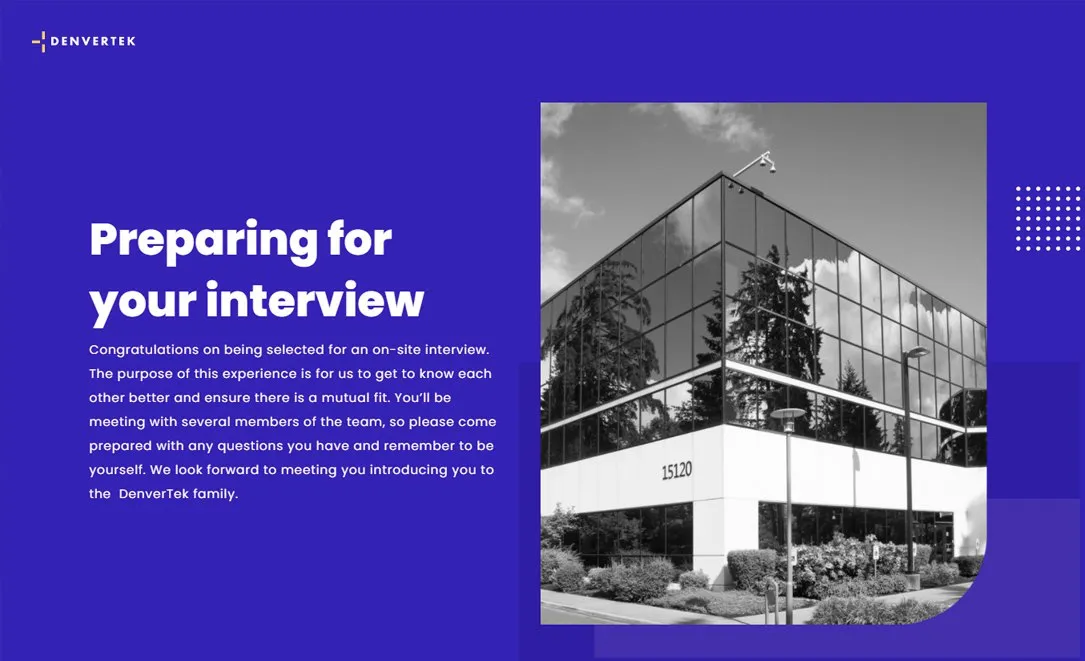 DENVERTEK
Preparing for
your interview
Congratulations on being selected for an on-site interview.
The purpose of this experience is for us to get to know each
other better and ensure there is a mutual fit. You’ll be
meeting with several members of the team, so please come
prepared with any questions you have and remember to be
yourself. We look forward to meeting you introducing you to
the  DenverTek family.
15120